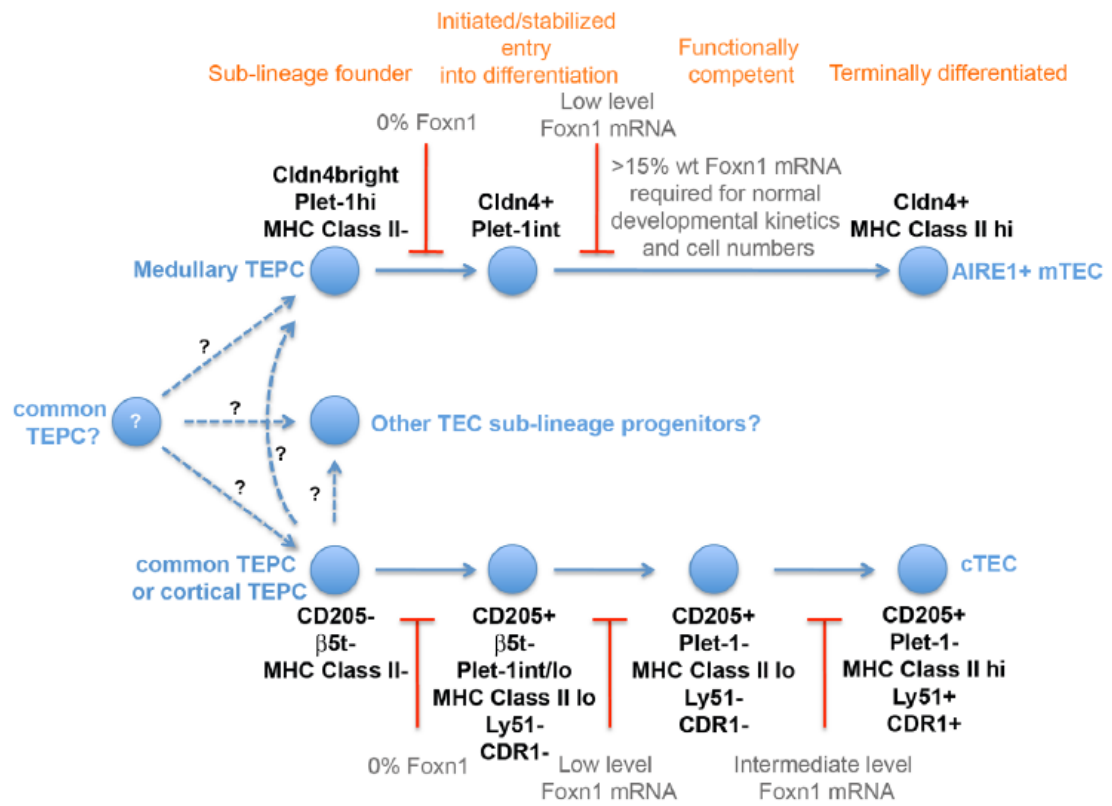 Initiated/stabilized
entry
into differentiation
Sub-lineage founder
Functionally
competent
Terminally differentiated
0% Foxn1
Low level
Foxn1 mRNA
>15% wt Foxn1 mRNA
required for normal
developmental kinetics
and cell numbers
Cldn4bright
Plet-1hi
MHC Class II-
Cldn4+
Plet-1int
Cldn4+
MHC Class II hi
Medullary TEPC
AIRE1+ mTEC
?
common
TEPC?
?
?
Other TEC sub-lineage progenitors?
?
?
?
common TEPC
or cortical TEPC
cTEC
CD205-
β5t-
MHC Class II-
CD205+
β5t-
Plet-1int/lo
MHC Class II lo
Ly51-
CDR1-
CD205+
Plet-1-
MHC Class II lo
Ly51-
CDR1-
CD205+
Plet-1-
MHC Class II hi
Ly51+
CDR1+
0% Foxn1
Low level
Foxn1 mRNA
Intermediate level
Foxn1 mRNA